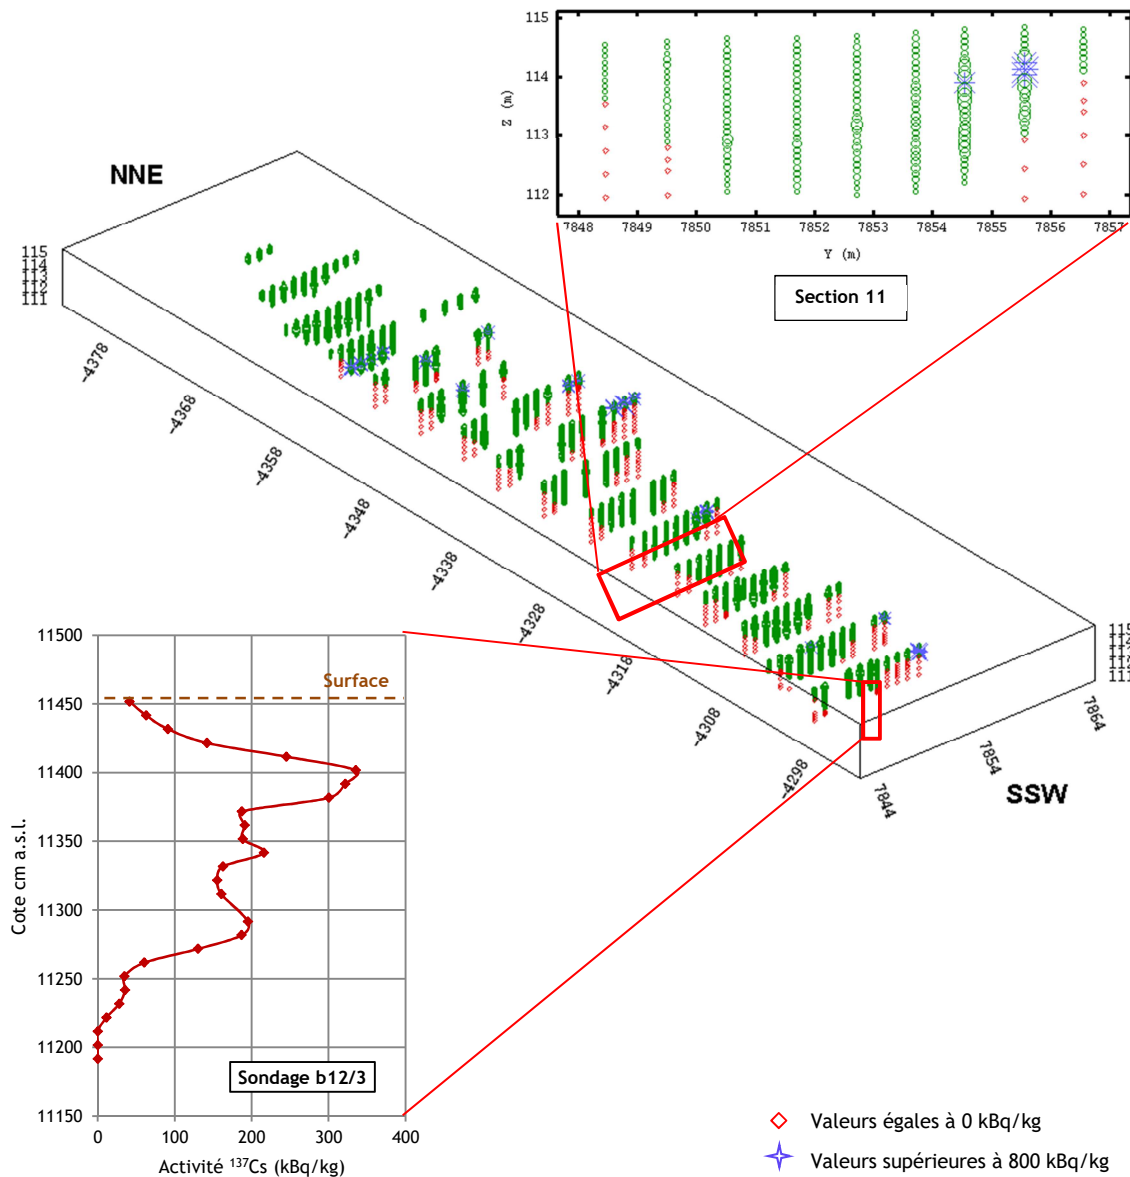 115
114
113
112
Z (m)
7848 7849 7850 7851 7852 7853 7854 7855 7856 7857
Y (m)
Section 11
NNE
115
114
113
112
111
-4378
-4368
-4358
-4348
-4338
-4328
-4318
-4308
-4298
7844
7854
7864
115
111
SSW
11500
11450
11400
11350
11300
11250
11200
11150
Cote cm a.s.l.
Surface
Sondage b12/3
0 100 200 300 400
Activité ¹³⁷Cs (kBq/kg)
Valeurs égales à 0 kBq/kg
Valeurs supérieures à 800 kBq/kg